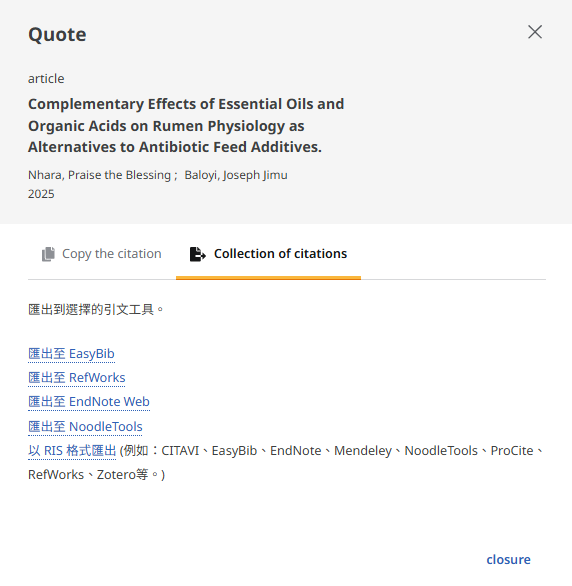 Quote
article
Complementary Effects of Essential Oils and
Organic Acids on Rumen Physiology as
Alternatives to Antibiotic Feed Additives.
Nhara, Praise the Blessing ; Baloyi, Joseph Jimu
2025
Copy the citation
Collection of citations
匯出到選擇的引文工具。
匯出至 EasyBib
匯出至 RefWorks
匯出至 EndNote Web
匯出至 NoodleTools
以 RIS 格式匯出 (例如：CITAVI、EasyBib、EndNote、Mendeley、NoodleTools、ProCite、
RefWorks、Zotero等。)
closure